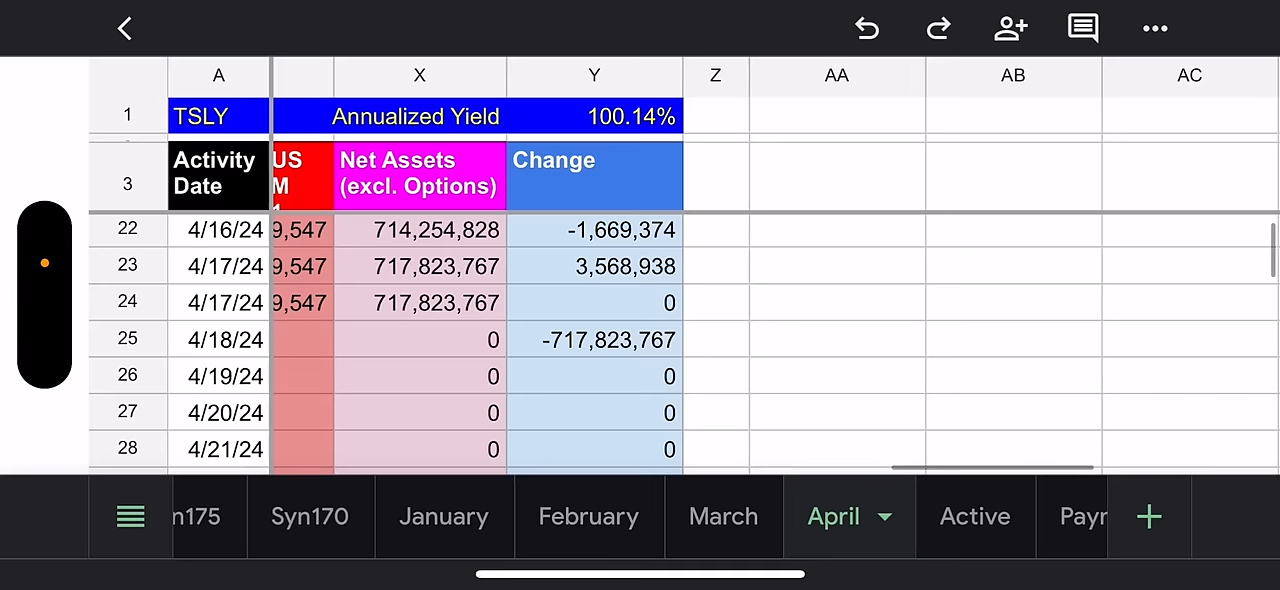 A X Y Z AA AB AC
1 TSLY Annualized Yield 100.14%
3 Activity Date US M Net Assets (excl. Options) Change
22 4/16/24 9,547 714,254,828 -1,669,374
23 4/17/24 9,547 717,823,767 3,568,938
24 4/17/24 9,547 717,823,767 0
25 4/18/24 0 -717,823,767
26 4/19/24 0 0
27 4/20/24 0 0
28 4/21/24 0 0
n175 Syn170 January February March April Active Payr